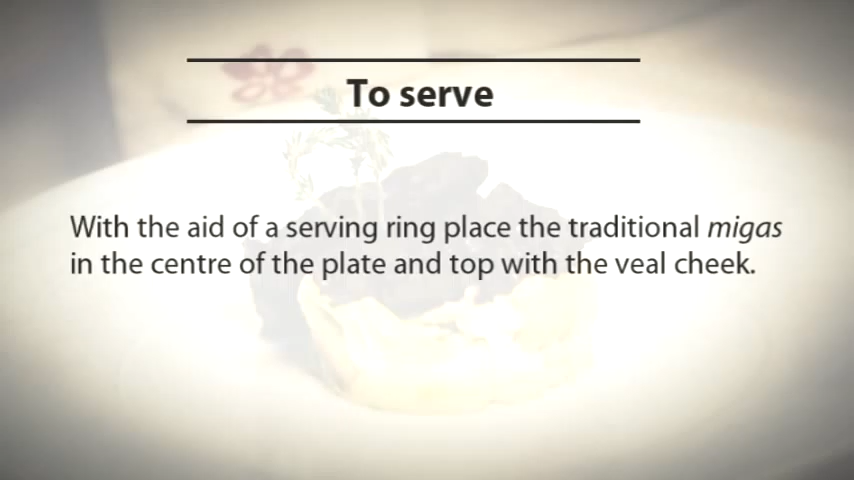 To serve
With the aid of a serving ring place the traditional migas
in the centre of the plate and top with the veal cheek.